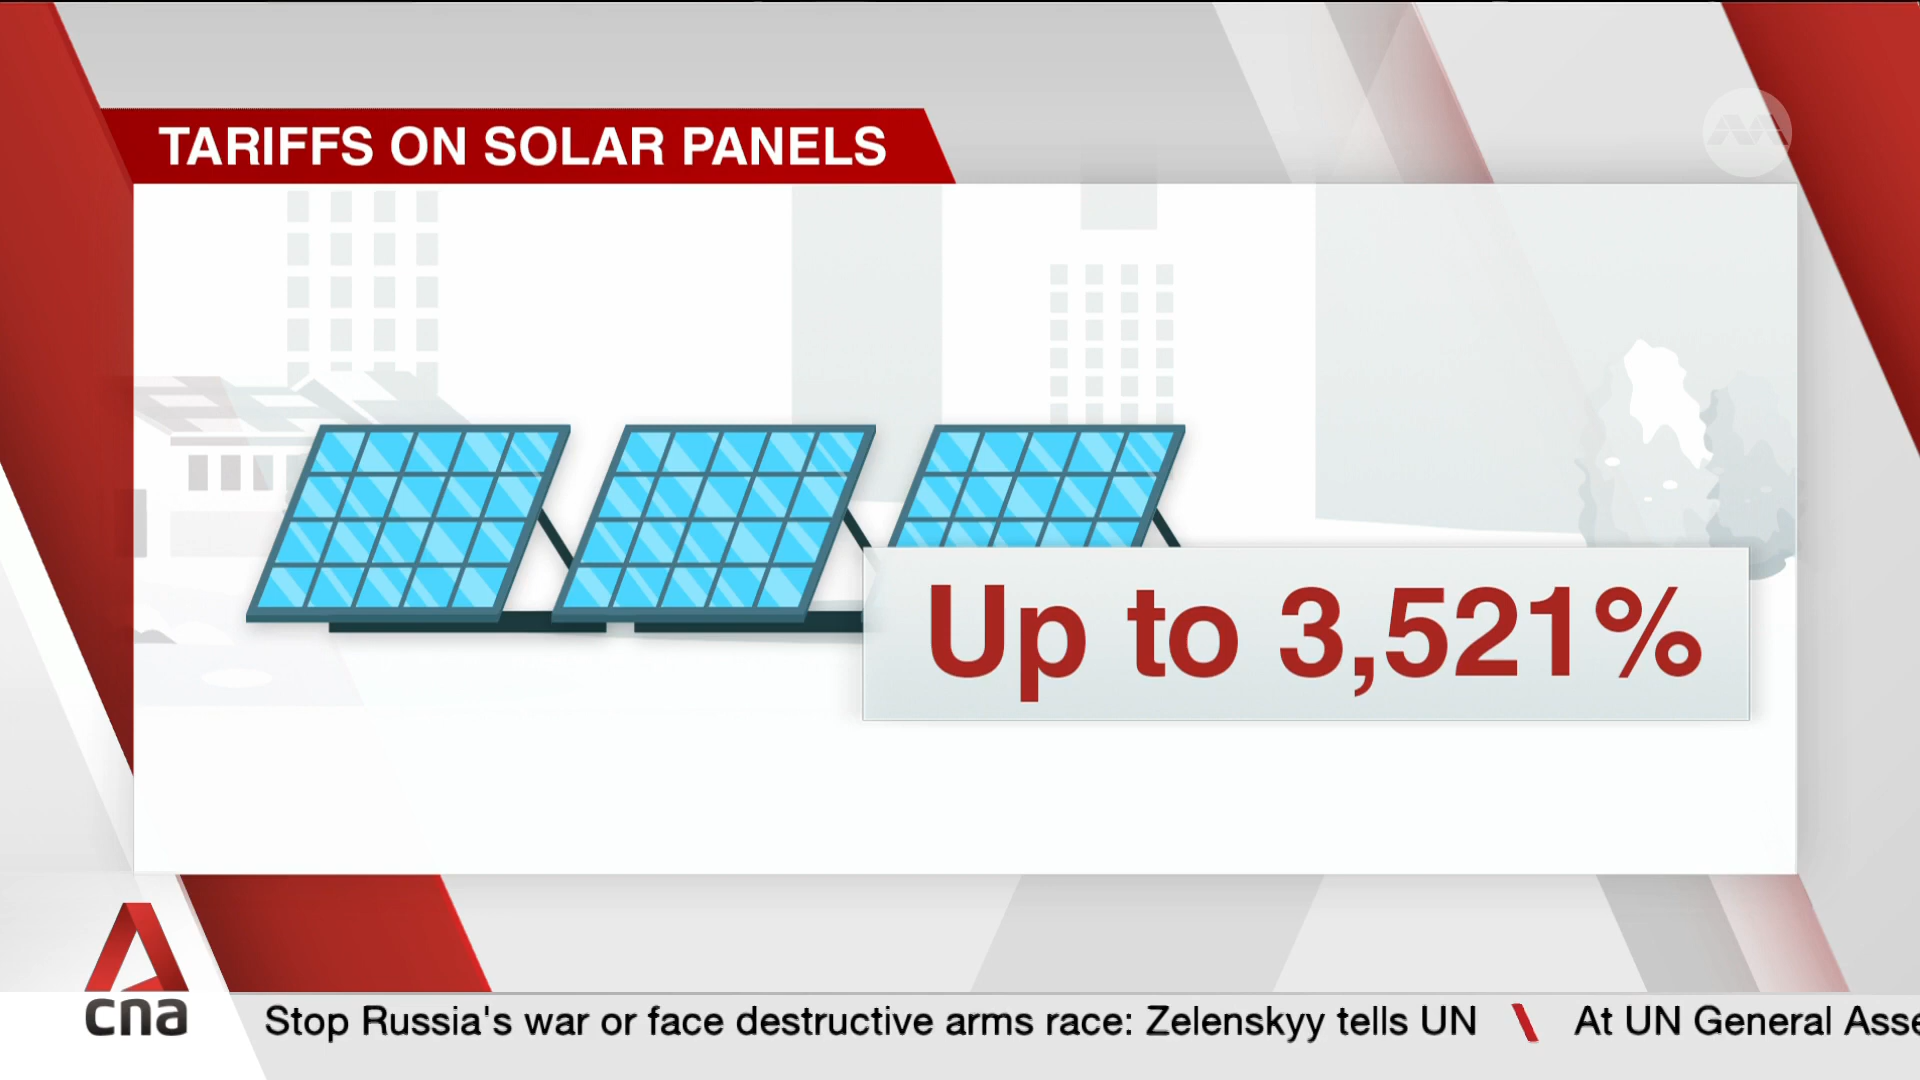 TARIFFS ON SOLAR PANELS
Up to 3,521%
cna
Stop Russia's war or face destructive arms race: Zelenskyy tells UN \ At UN General Asse